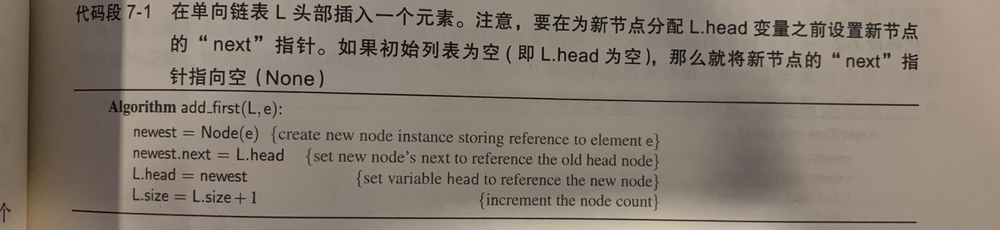 代码段 7-1 在单向链表 L 头部插入一个元素。注意，要在为新节点分配 L.head 变量之前设置新节点
的“next”指针。如果初始列表为空（即 L.head 为空），那么就将新节点的“next”指
针指向空（None）
Algorithm add_first(L,e):
newest = Node(e) {create new node instance storing reference to element e}
newest.next = L.head {set new node's next to reference the old head node}
L.head = newest {set variable head to reference the new node}
L.size = L.size+1 {increment the node count}
个